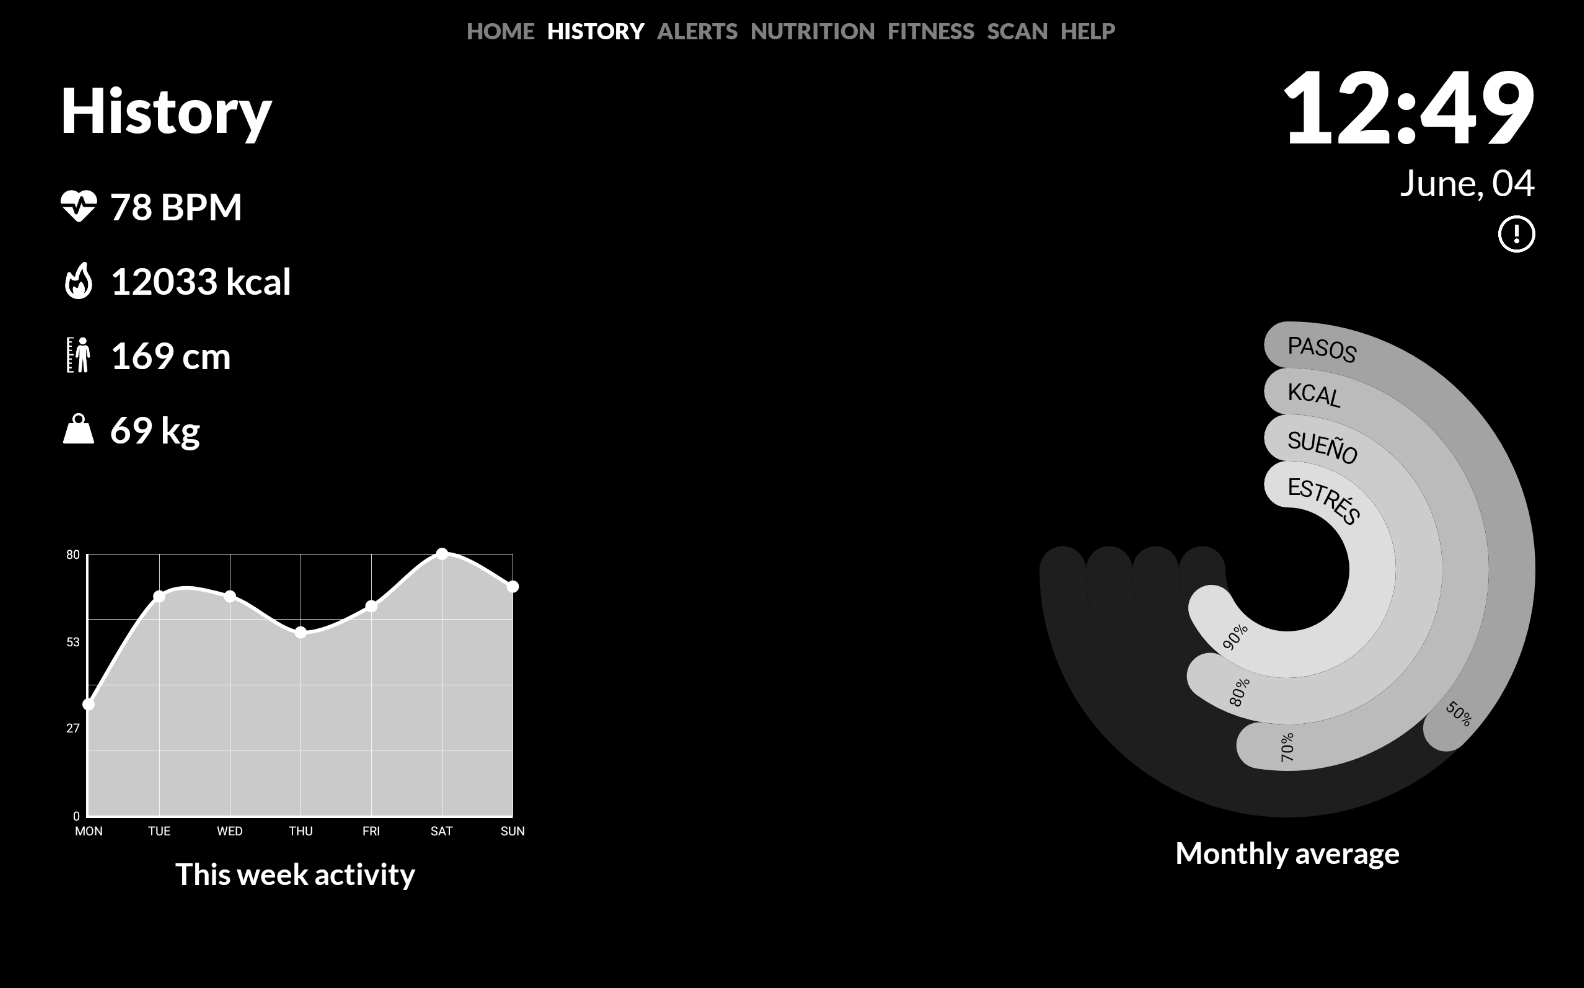 HOME HISTORY ALERTS NUTRITION FITNESS SCAN HELP
History
12:49
June, 04
78 BPM
12033 kcal
169 cm
69 kg
80
53
27
0
MON TUE WED THU FRI SAT SUN
This week activity
PASOS
KCAL
SUEÑO
ESTRÉS
90%
80%
70%
50%
Monthly average